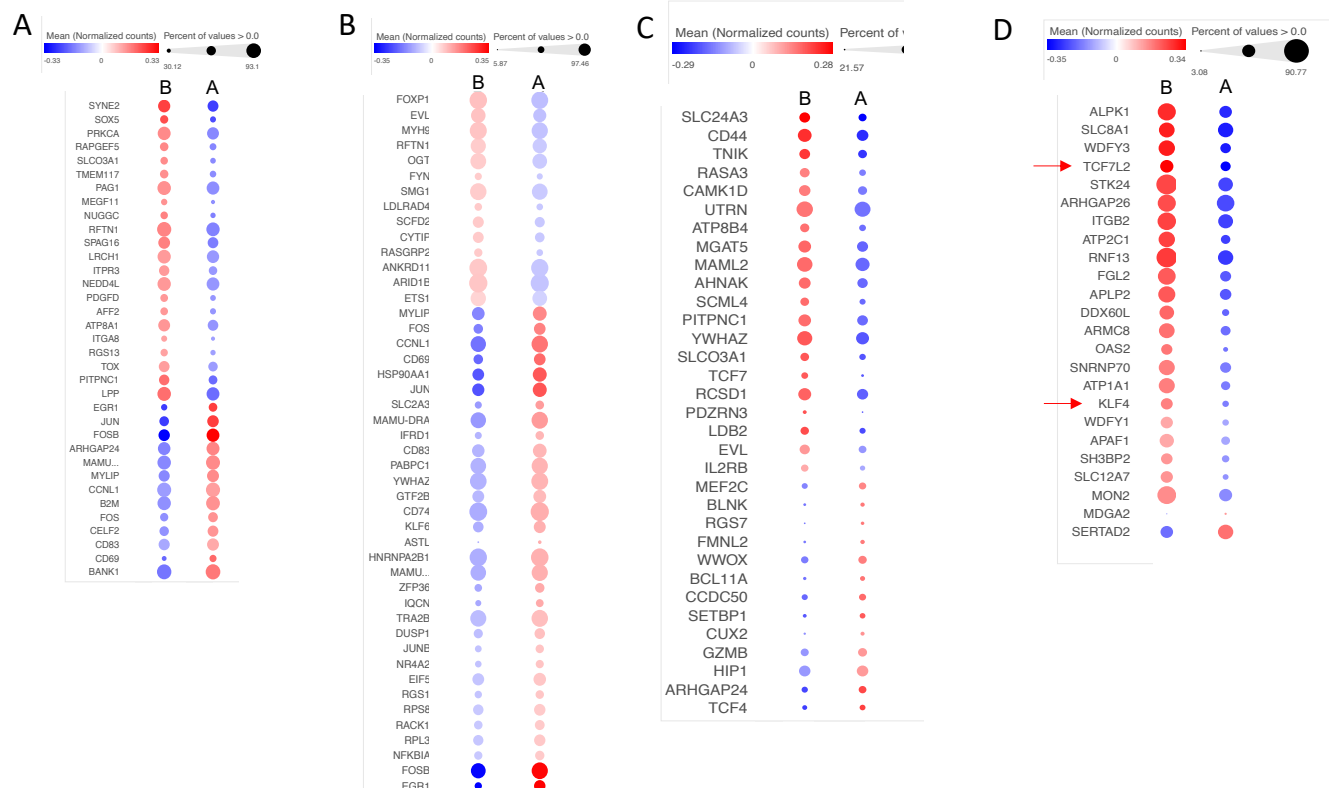 A
Mean (Normalized counts)
Percent of values > 0.0
-0.33
0
0.33
30.12
93.1
B A
SYNE2
SOX5
PRKCA
RAPGEF5
SLCO3A1
TMEM117
PAG1
MEGF11
NUGGC
RFTN1
SPAG16
LRCH1
ITPR3
NEDD4L
PDGFD
AFF2
ATP8A1
ITGA8
RGS13
TOX
PITPNC1
LPP
EGR1
JUN
FOSB
ARHGAP24
MAMU...
MYLIP
CCNL1
B2M
FOS
CELF2
CD83
CD69
BANK1
B
Mean (Normalized counts)
Percent of values > 0.0
-0.35
0
0.35
5.87
97.46
B A
FOXP1
EVL
MYH9
RFTN1
OGT
FYN
SMG1
LDLRAD4
SCFD2
CYTIP
RASGRP2
ANKRD11
ARID1B
ETS1
MYLIP
FOS
CCNL1
CD69
HSP90AA1
JUN
SLC2A3
MAMU-DRA
IFRD1
CD83
PABPC1
YWHAZ
GTF2B
CD74
KLF6
ASTL
HNRNPA2B1
MAMU...
ZFP36
IQCN
TRA2B
DUSP1
JUNB
NR4A2
EIF5
RGS1
RPS8
RACK1
RPL3
NFKBIA
FOSB
EGR1
C
Mean (Normalized counts)
Percent of v
-0.29
0
0.28
21.57
B A
SLC24A3
CD44
TNIK
RASA3
CAMK1D
UTRN
ATP8B4
MGAT5
MAML2
AHNAK
SCML4
PITPNC1
YWHAZ
SLCO3A1
TCF7
RCSD1
PDZRN3
LDB2
EVL
IL2RB
MEF2C
BLNK
RGS7
FMNL2
WWOX
BCL11A
CCDC50
SETBP1
CUX2
GZMB
HIP1
ARHGAP24
TCF4
D
Mean (Normalized counts)
Percent of values > 0.0
-0.35
0
0.34
3.08
90.77
B A
ALPK1
SLC8A1
WDFY3
TCF7L2
STK24
ARHGAP26
ITGB2
ATP2C1
RNF13
FGL2
APLP2
DDX60L
ARMC8
OAS2
SNRNP70
ATP1A1
KLF4
WDFY1
APAF1
SH3BP2
SLC12A7
MON2
MDGA2
SERTAD2